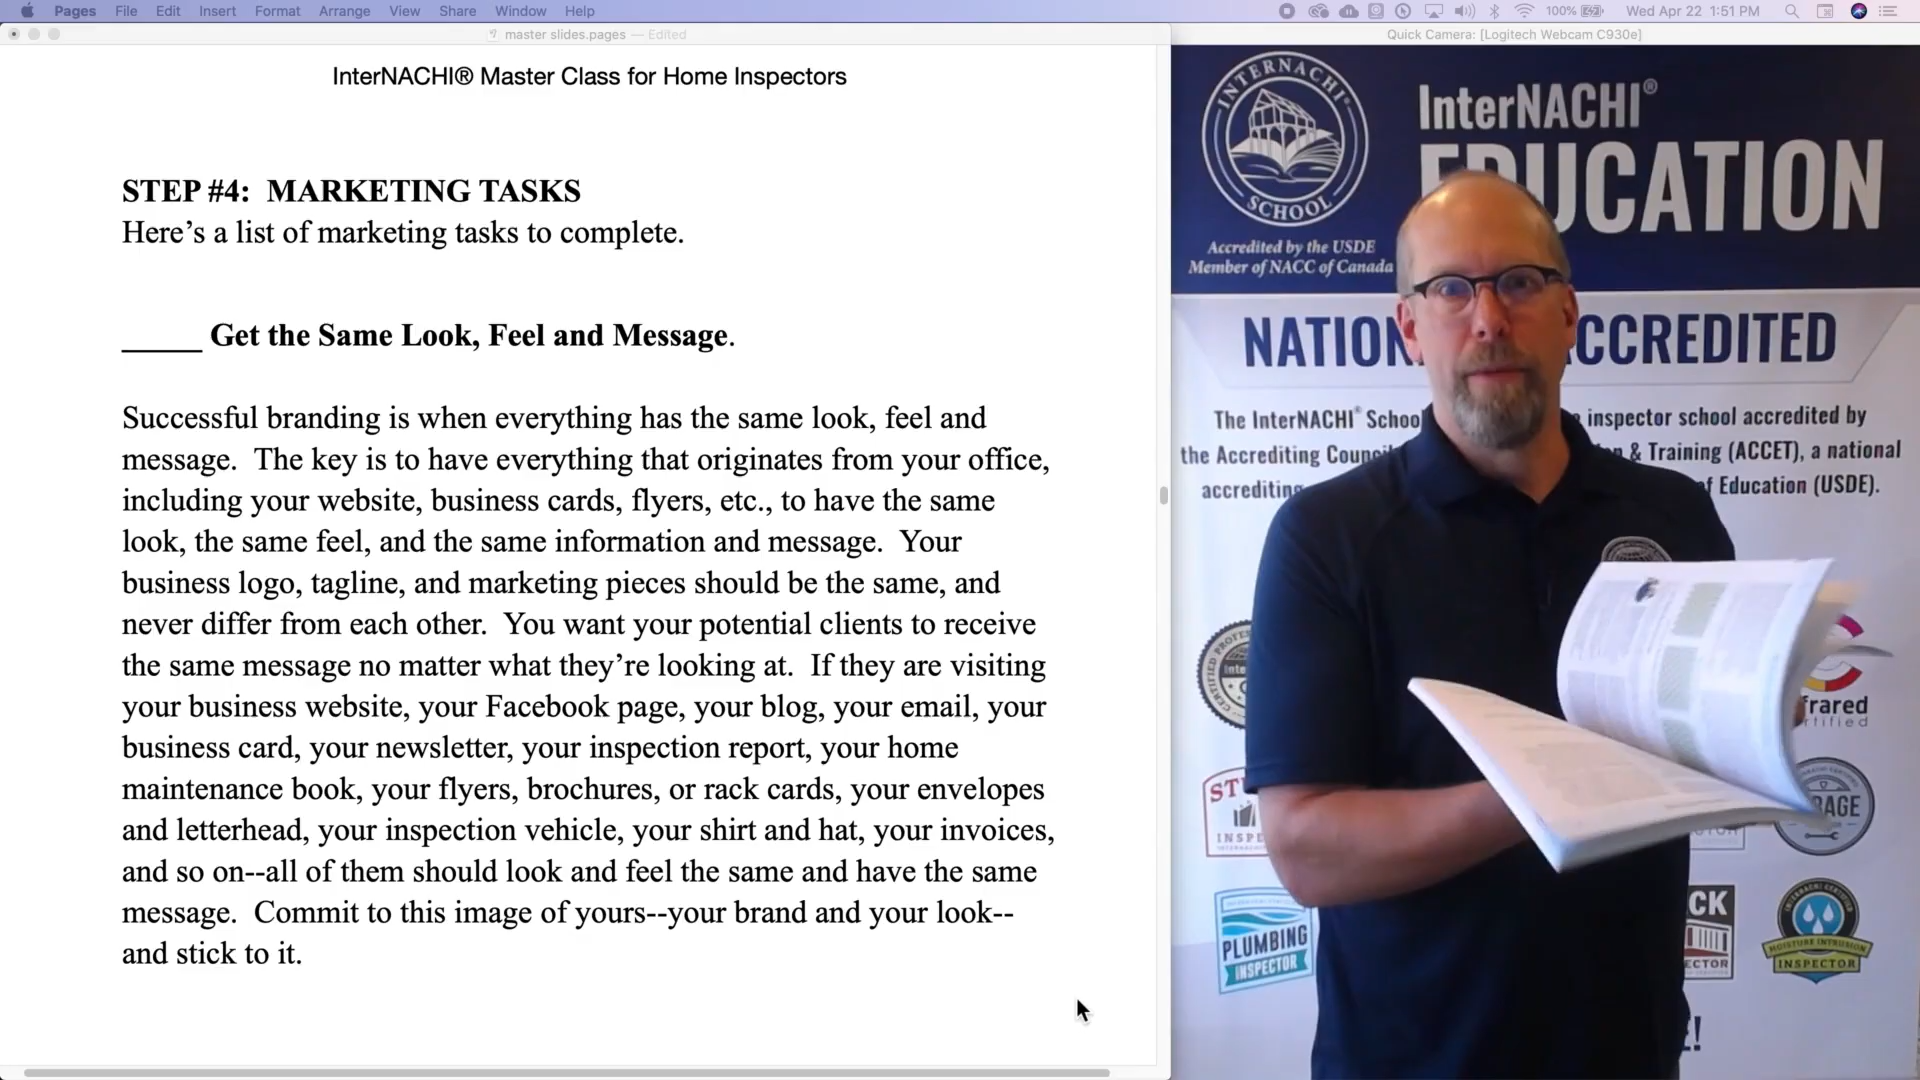 Pages File Edit Insert Format Arrange View Share Window Help
100%
Wed Apr 22 1:51 PM
master slides.pages — Edited
Quick Camera: [Logitech Webcam C930e]
InterNACHI® Master Class for Home Inspectors
STEP #4: MARKETING TASKS
Here’s a list of marketing tasks to complete.
_____ Get the Same Look, Feel and Message.
Successful branding is when everything has the same look, feel and
message. The key is to have everything that originates from your office,
including your website, business cards, flyers, etc., to have the same
look, the same feel, and the same information and message. Your
business logo, tagline, and marketing pieces should be the same, and
never differ from each other. You want your potential clients to receive
the same message no matter what they’re looking at. If they are visiting
your business website, your Facebook page, your blog, your email, your
business card, your newsletter, your inspection report, your home
maintenance book, your flyers, brochures, or rack cards, your envelopes
and letterhead, your inspection vehicle, your shirt and hat, your invoices,
and so on--all of them should look and feel the same and have the same
message. Commit to this image of yours--your brand and your look--
and stick to it.
INTERNACHI
SCHOOL
Accredited by the USDE
Member of NACC of Canada
InterNACHI®
EDUCATION
NATION CCREDITED
The InterNACHI® Schoo inspector school accredited by
the Accrediting Counc & Training (ACCET), a national
accrediting f Education (USDE).
frared
rtified
PLUMBING
INSPECTOR
CK
ECTOR
MOISTURE INTRUSION
INSPECTOR